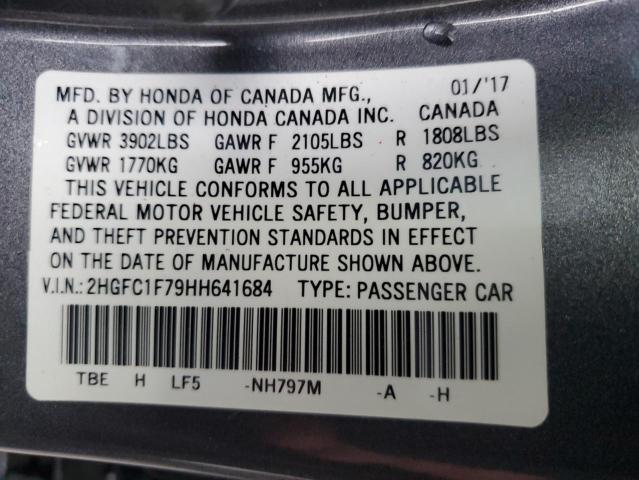 MFD. BY HONDA OF CANADA MFG., 01/'17
A DIVISION OF HONDA CANADA INC. CANADA
GVWR 3902LBS GAWR F 2105LBS R 1808LBS
GVWR 1770KG GAWR F 955KG R 820KG
THIS VEHICLE CONFORMS TO ALL APPLICABLE
FEDERAL MOTOR VEHICLE SAFETY, BUMPER,
AND THEFT PREVENTION STANDARDS IN EFFECT
ON THE DATE OF MANUFACTURE SHOWN ABOVE.
V.I.N.: 2HGFC1F79HH641684 TYPE: PASSENGER CAR
TBE H LF5 -NH797M -A -H